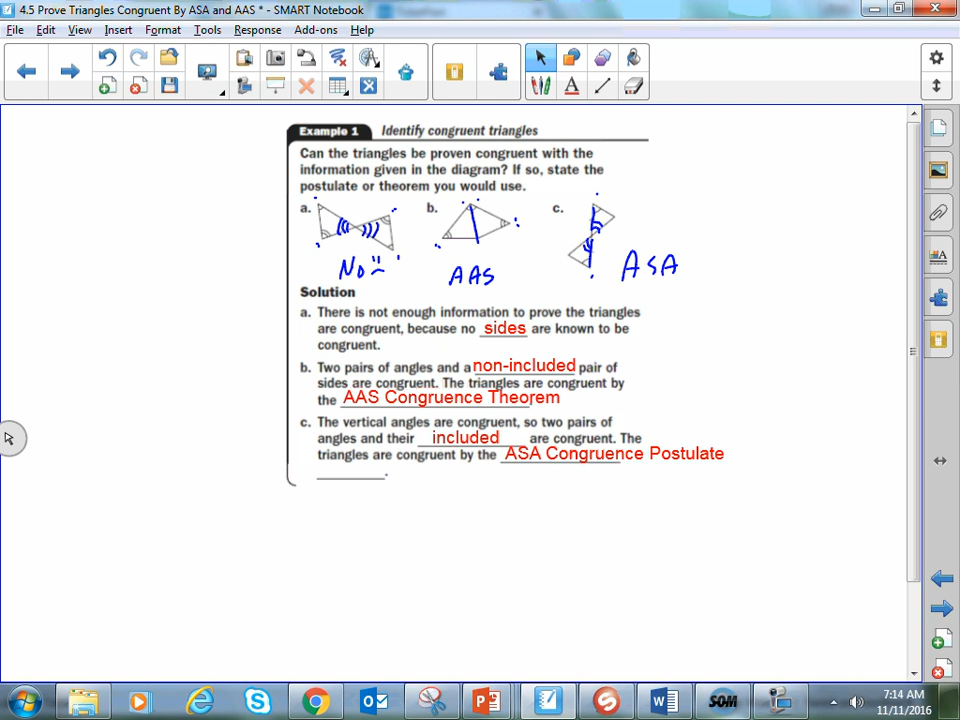 4.5 Prove Triangles Congruent By ASA and AAS * - SMART Notebook
File Edit View Insert Format Tools Response Add-ons Help
Example 1 Identify congruent triangles
Can the triangles be proven congruent with the
information given in the diagram? If so, state the
postulate or theorem you would use.
a. b. c.
No ≅ AAS ASA
Solution
a. There is not enough information to prove the triangles
are congruent, because no sides are known to be
congruent.
b. Two pairs of angles and a non-included pair of
sides are congruent. The triangles are congruent by
the AAS Congruence Theorem
c. The vertical angles are congruent, so two pairs of
angles and their included are congruent. The
triangles are congruent by the ASA Congruence Postulate
.
SOM
7:14 AM
11/11/2016